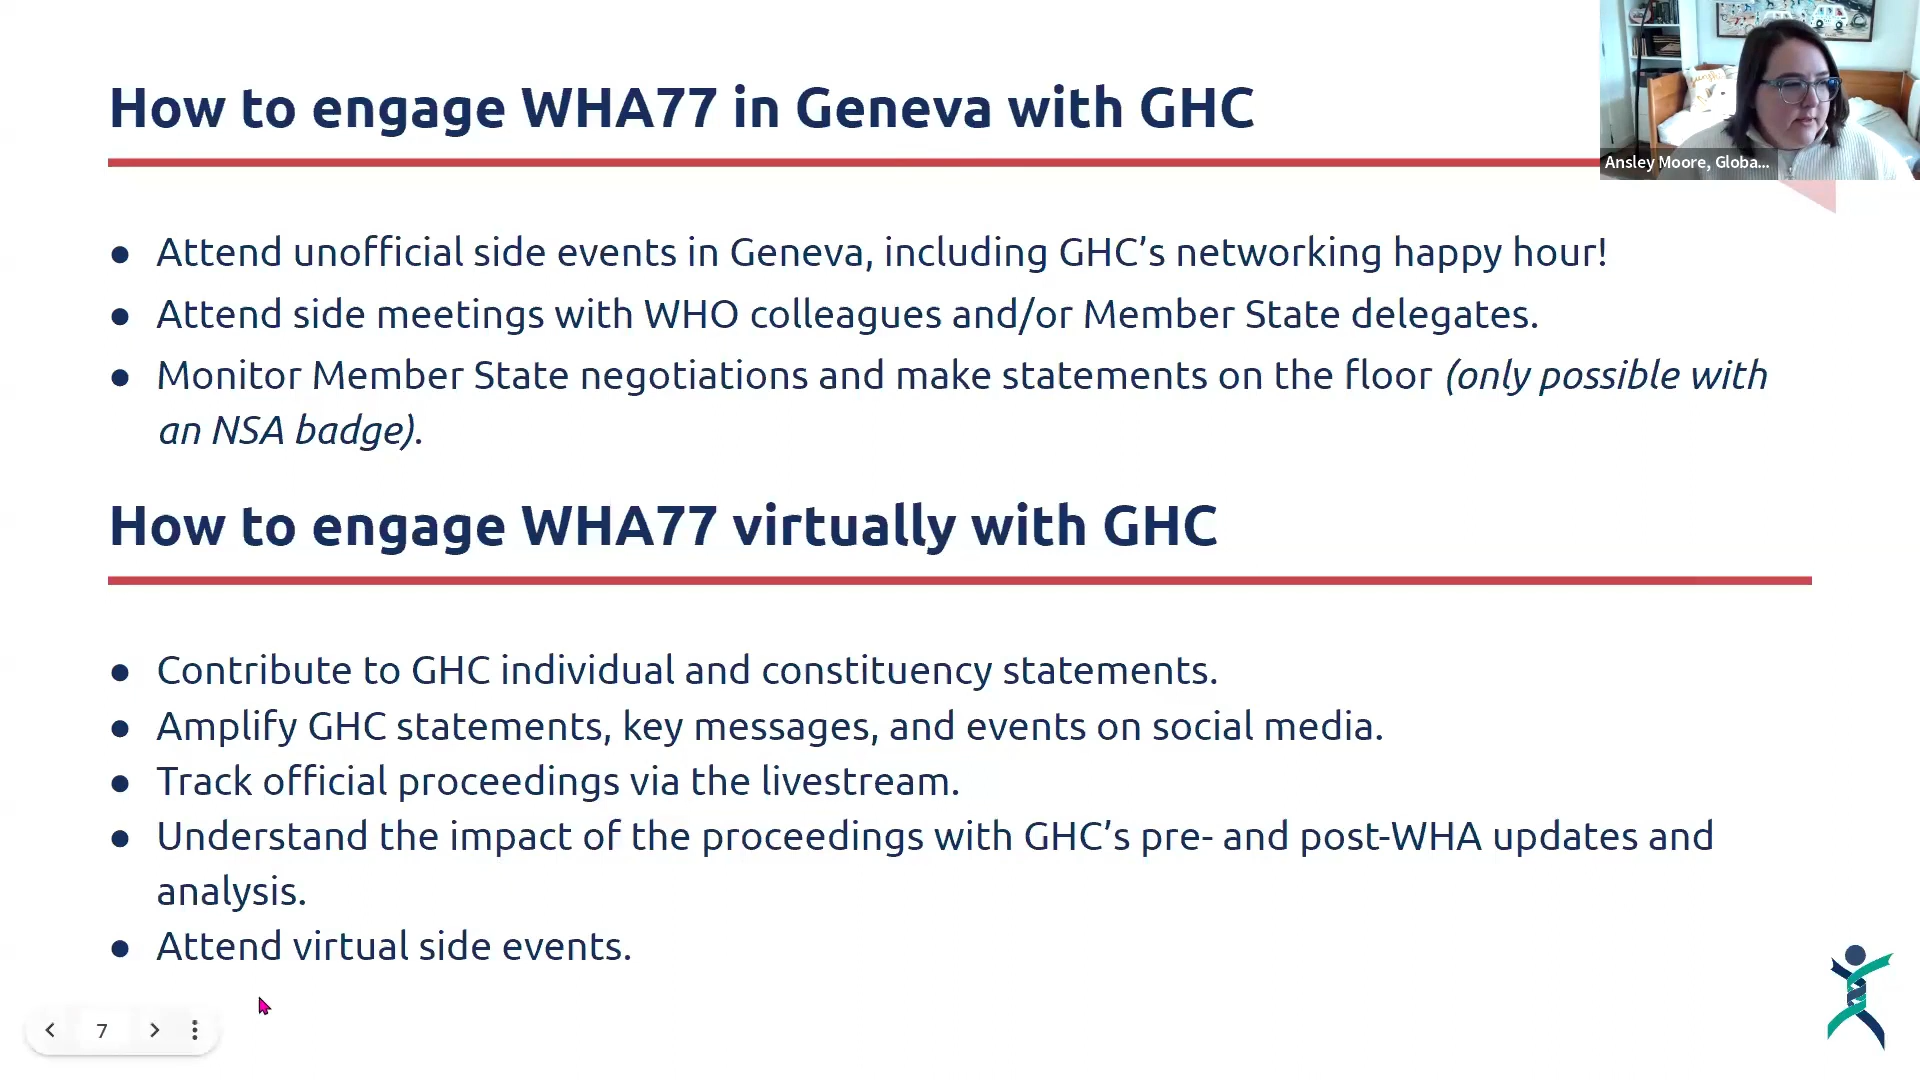 How to engage WHA77 in Geneva with GHC
Ansley Moore, Globa...
● Attend unofficial side events in Geneva, including GHC’s networking happy hour!
● Attend side meetings with WHO colleagues and/or Member State delegates.
● Monitor Member State negotiations and make statements on the floor (only possible with
an NSA badge).
How to engage WHA77 virtually with GHC
● Contribute to GHC individual and constituency statements.
● Amplify GHC statements, key messages, and events on social media.
● Track official proceedings via the livestream.
● Understand the impact of the proceedings with GHC’s pre- and post-WHA updates and
analysis.
● Attend virtual side events.
7